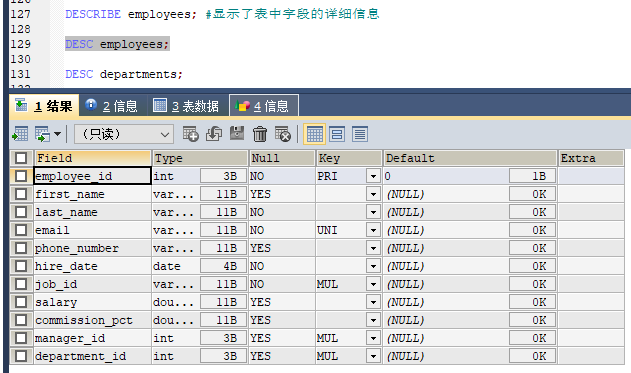 127 DESCRIBE employees; #显示了表中字段的详细信息
128
129 DESC employees;
130
131 DESC departments;
1 结果 2 信息 3 表数据 4 信息
（只读）
Field Type Null Key Default Extra
employee_id int 3B NO PRI 0 1B
first_name var... 11B YES (NULL) 0K
last_name var... 11B NO (NULL) 0K
email var... 11B NO UNI (NULL) 0K
phone_number var... 11B YES (NULL) 0K
hire_date date 4B NO (NULL) 0K
job_id var... 11B NO MUL (NULL) 0K
salary dou... 11B YES (NULL) 0K
commission_pct dou... 11B YES (NULL) 0K
manager_id int 3B YES MUL (NULL) 0K
department_id int 3B YES MUL (NULL) 0K